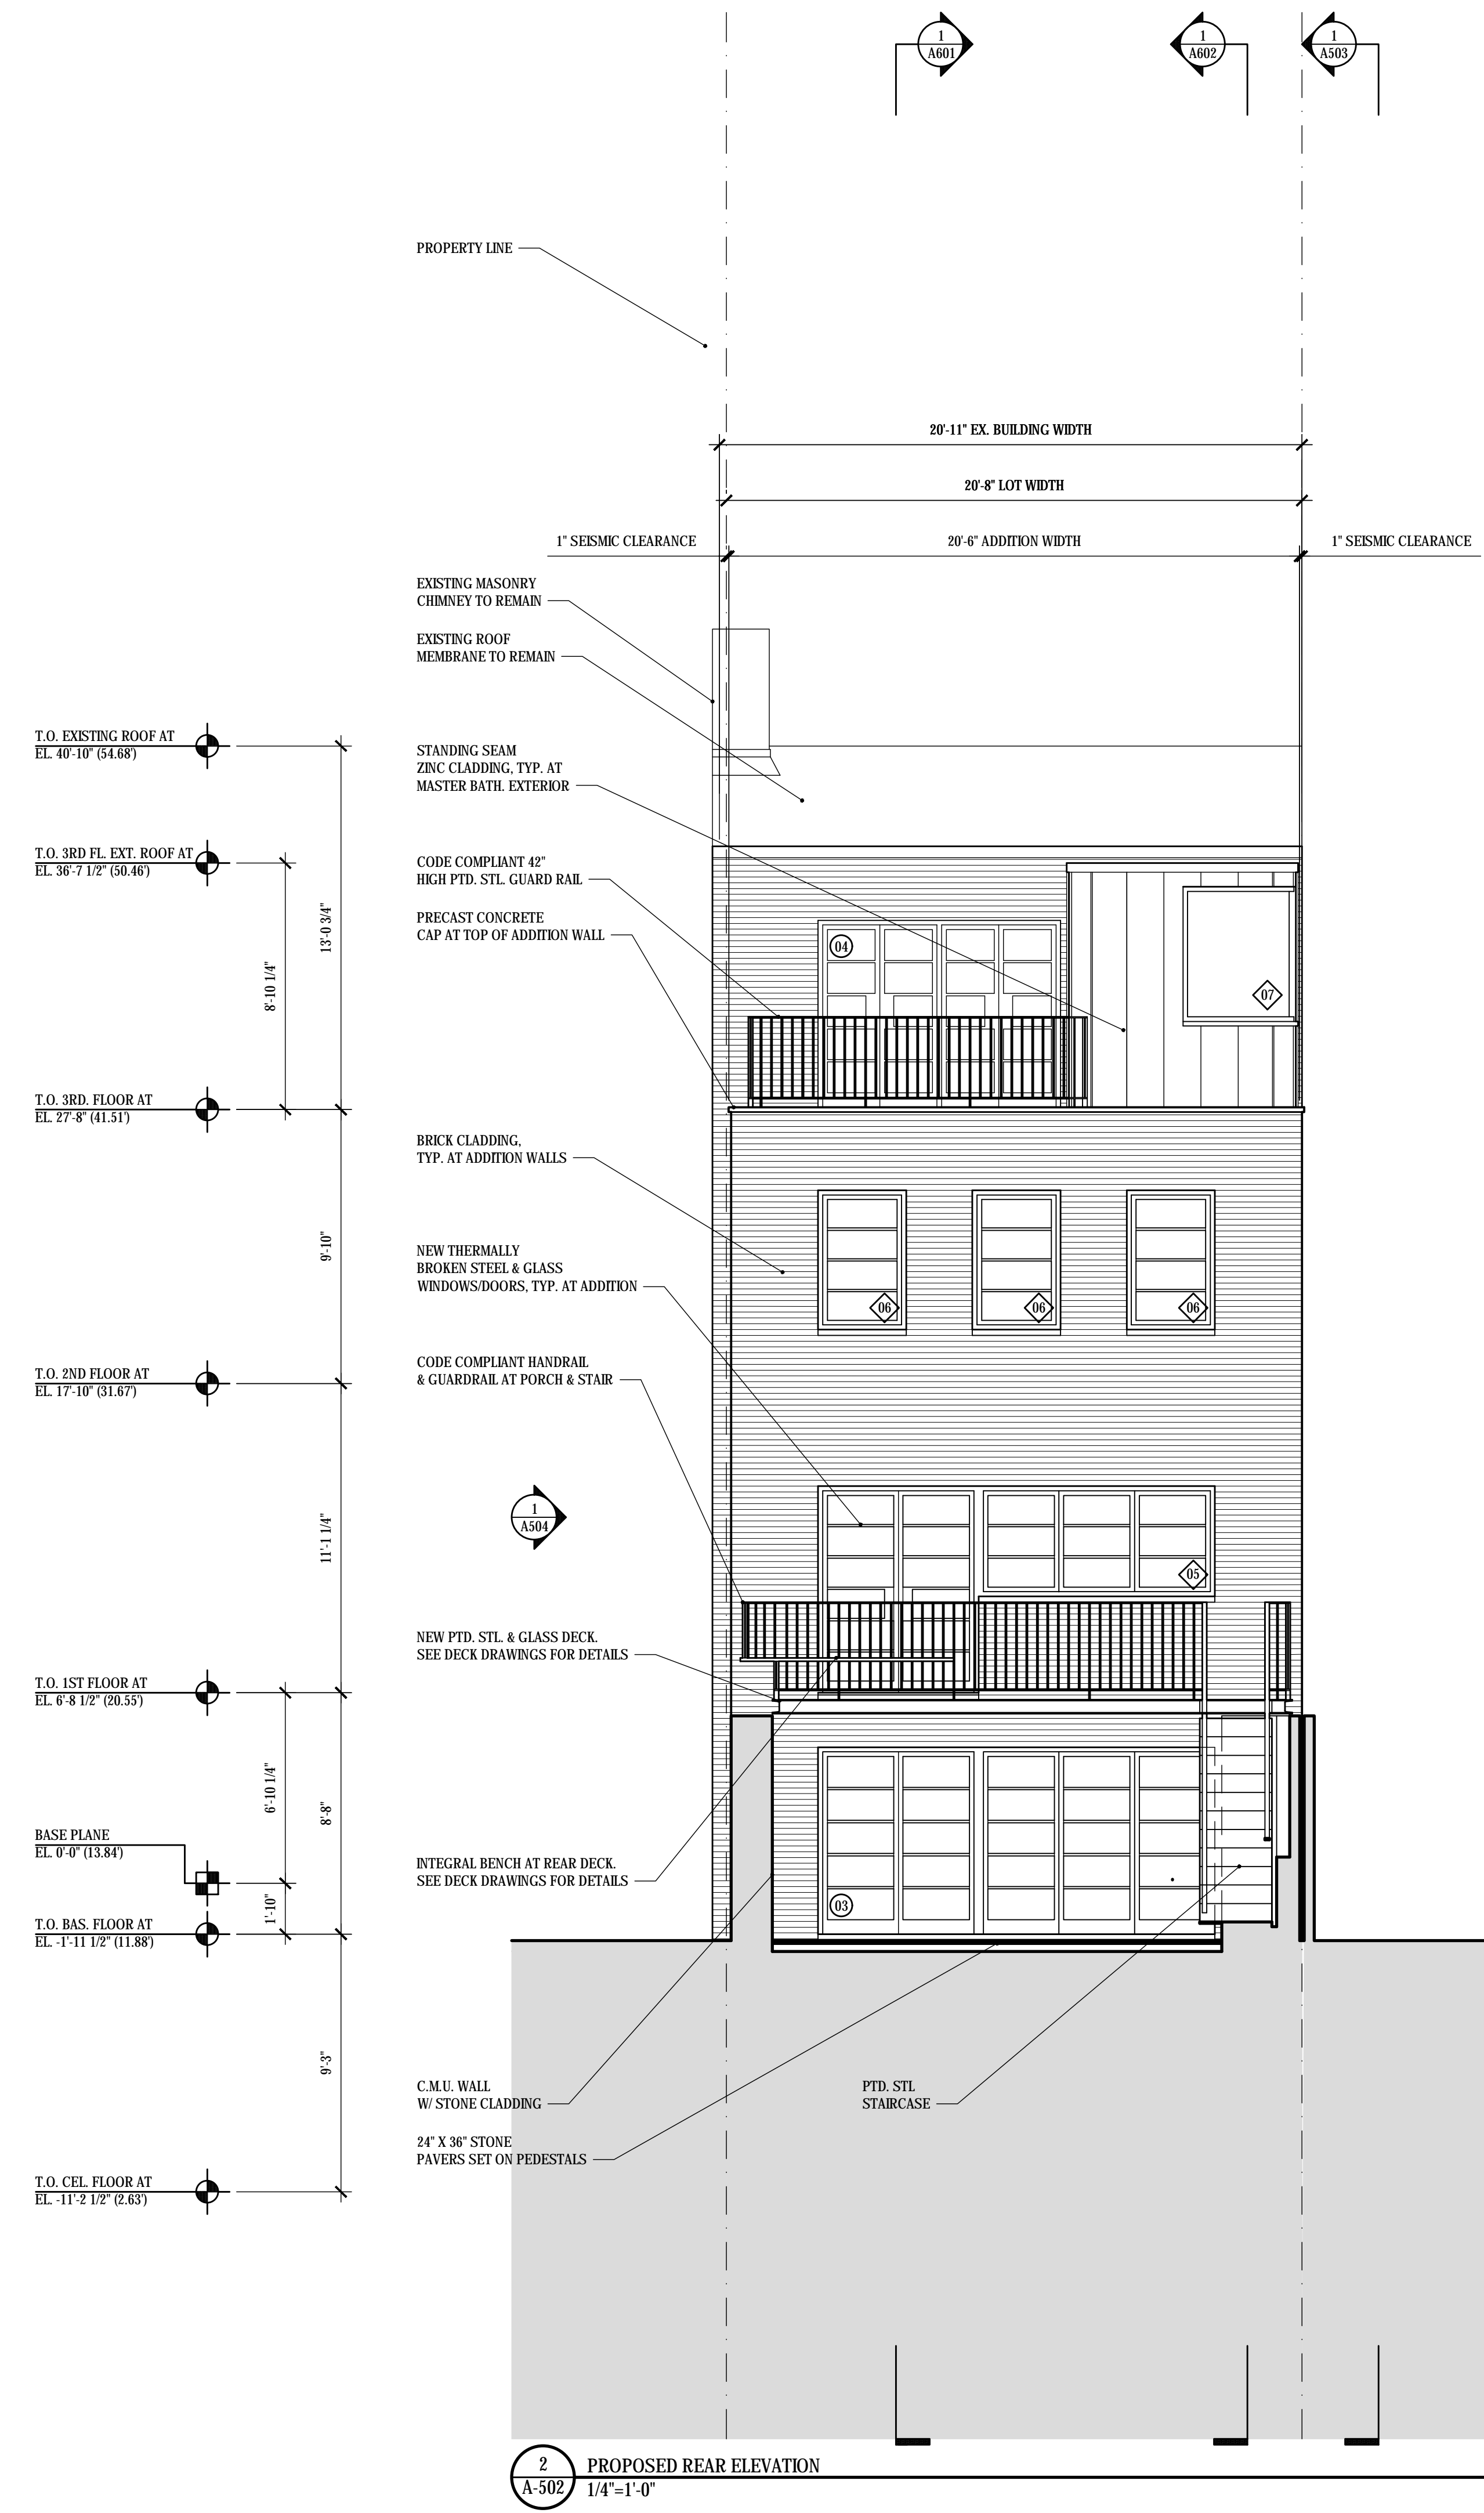 1
A601
1
A602
1
A503
PROPERTY LINE
20'-11" EX. BUILDING WIDTH
20'-8" LOT WIDTH
1" SEISMIC CLEARANCE
20'-6" ADDITION WIDTH
1" SEISMIC CLEARANCE
EXISTING MASONRY
CHIMNEY TO REMAIN
EXISTING ROOF
MEMBRANE TO REMAIN
T.O. EXISTING ROOF AT
EL. 40'-10" (54.68')
STANDING SEAM
ZINC CLADDING, TYP. AT
MASTER BATH. EXTERIOR
T.O. 3RD FL. EXT. ROOF AT
EL. 36'-7 1/2" (50.46')
CODE COMPLIANT 42"
HIGH PTD. STL. GUARD RAIL
PRECAST CONCRETE
CAP AT TOP OF ADDITION WALL
13'-0 3/4"
8'-10 1/4"
04
07
T.O. 3RD. FLOOR AT
EL. 27'-8" (41.51')
BRICK CLADDING,
TYP. AT ADDITION WALLS
9'-10"
NEW THERMALLY
BROKEN STEEL & GLASS
WINDOWS/DOORS, TYP. AT ADDITION
06
06
06
CODE COMPLIANT HANDRAIL
& GUARDRAIL AT PORCH & STAIR
T.O. 2ND FLOOR AT
EL. 17'-10" (31.67')
1
A504
11'-1 1/4"
05
NEW PTD. STL. & GLASS DECK.
SEE DECK DRAWINGS FOR DETAILS
T.O. 1ST FLOOR AT
EL. 6'-8 1/2" (20.55')
6'-10 1/4"
8'-8"
BASE PLANE
EL. 0'-0" (13.84')
INTEGRAL BENCH AT REAR DECK.
SEE DECK DRAWINGS FOR DETAILS
03
1'-10"
T.O. BAS. FLOOR AT
EL. -1'-11 1/2" (11.88')
9'-3"
C.M.U. WALL
W/ STONE CLADDING
PTD. STL
STAIRCASE
24" X 36" STONE
PAVERS SET ON PEDESTALS
T.O. CEL. FLOOR AT
EL. -11'-2 1/2" (2.63')
2
A-502
PROPOSED REAR ELEVATION
1/4"=1'-0"